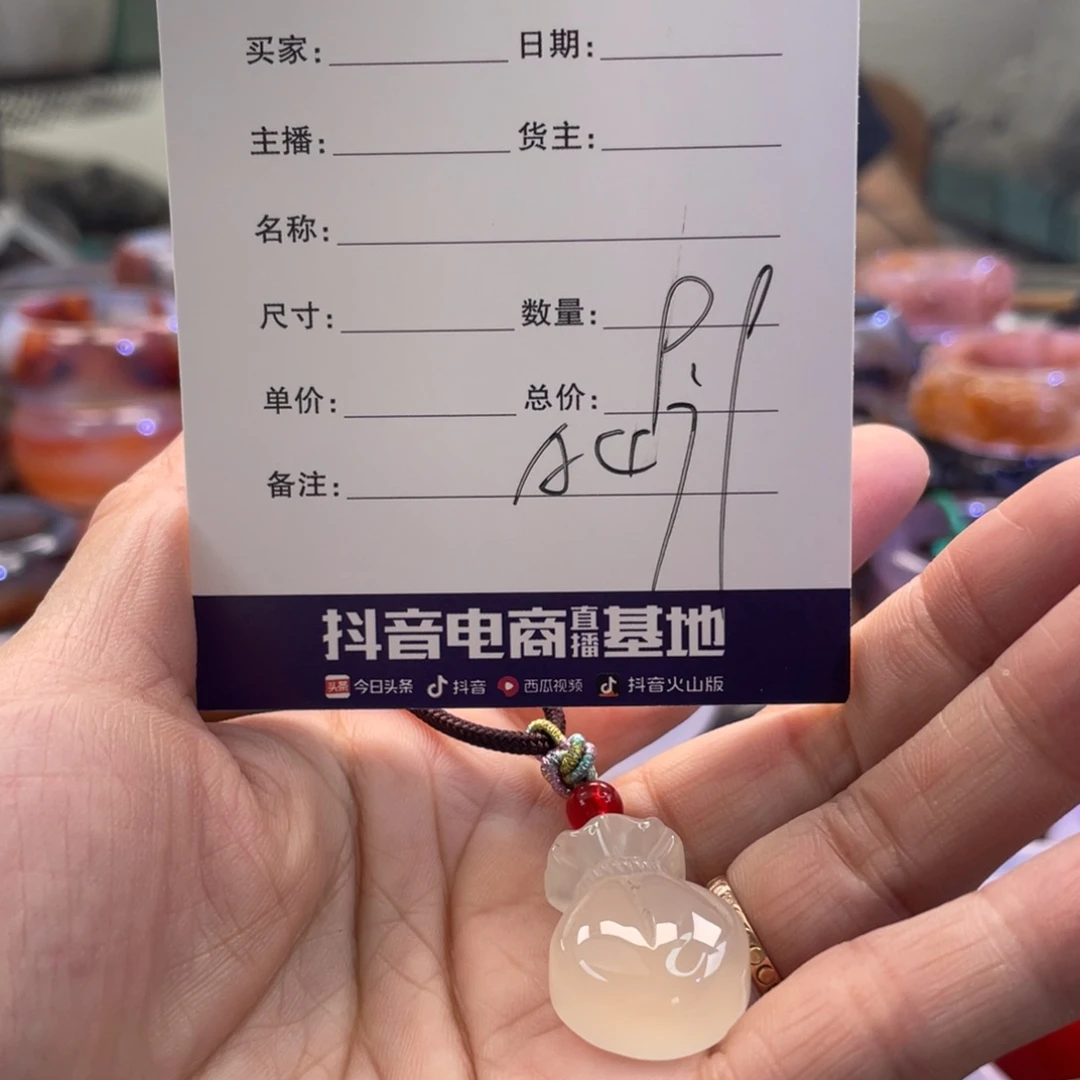 买家: 日期:
主播: 货主:
名称:
尺寸: 数量:
单价: 总价:
备注:
抖音电商直播基地
头条 今日头条 抖音 西瓜视频 抖音火山版